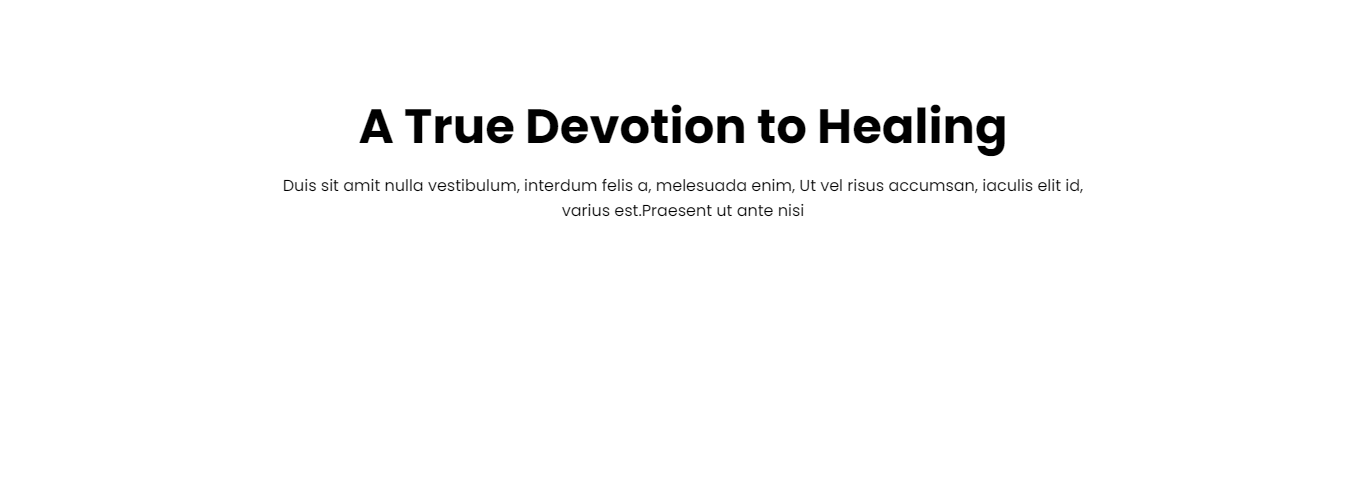 A True Devotion to Healing
Duis sit amit nulla vestibulum, interdum felis a, melesuada enim, Ut vel risus accumsan, iaculis elit id,
varius est.Praesent ut ante nisi